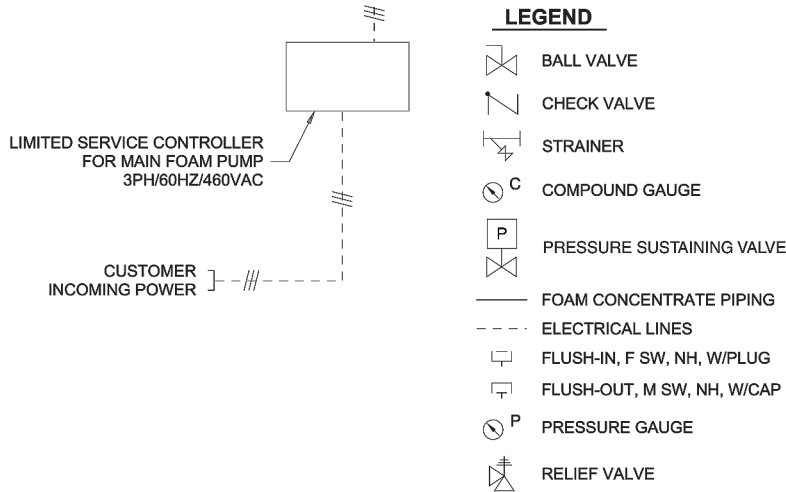 LEGEND
BALL VALVE
CHECK VALVE
STRAINER
C COMPOUND GAUGE
P
PRESSURE SUSTAINING VALVE
FOAM CONCENTRATE PIPING
ELECTRICAL LINES
FLUSH-IN, F SW, NH, W/PLUG
FLUSH-OUT, M SW, NH, W/CAP
P PRESSURE GAUGE
RELIEF VALVE
LIMITED SERVICE CONTROLLER
FOR MAIN FOAM PUMP
3PH/60HZ/460VAC
CUSTOMER
INCOMING POWER